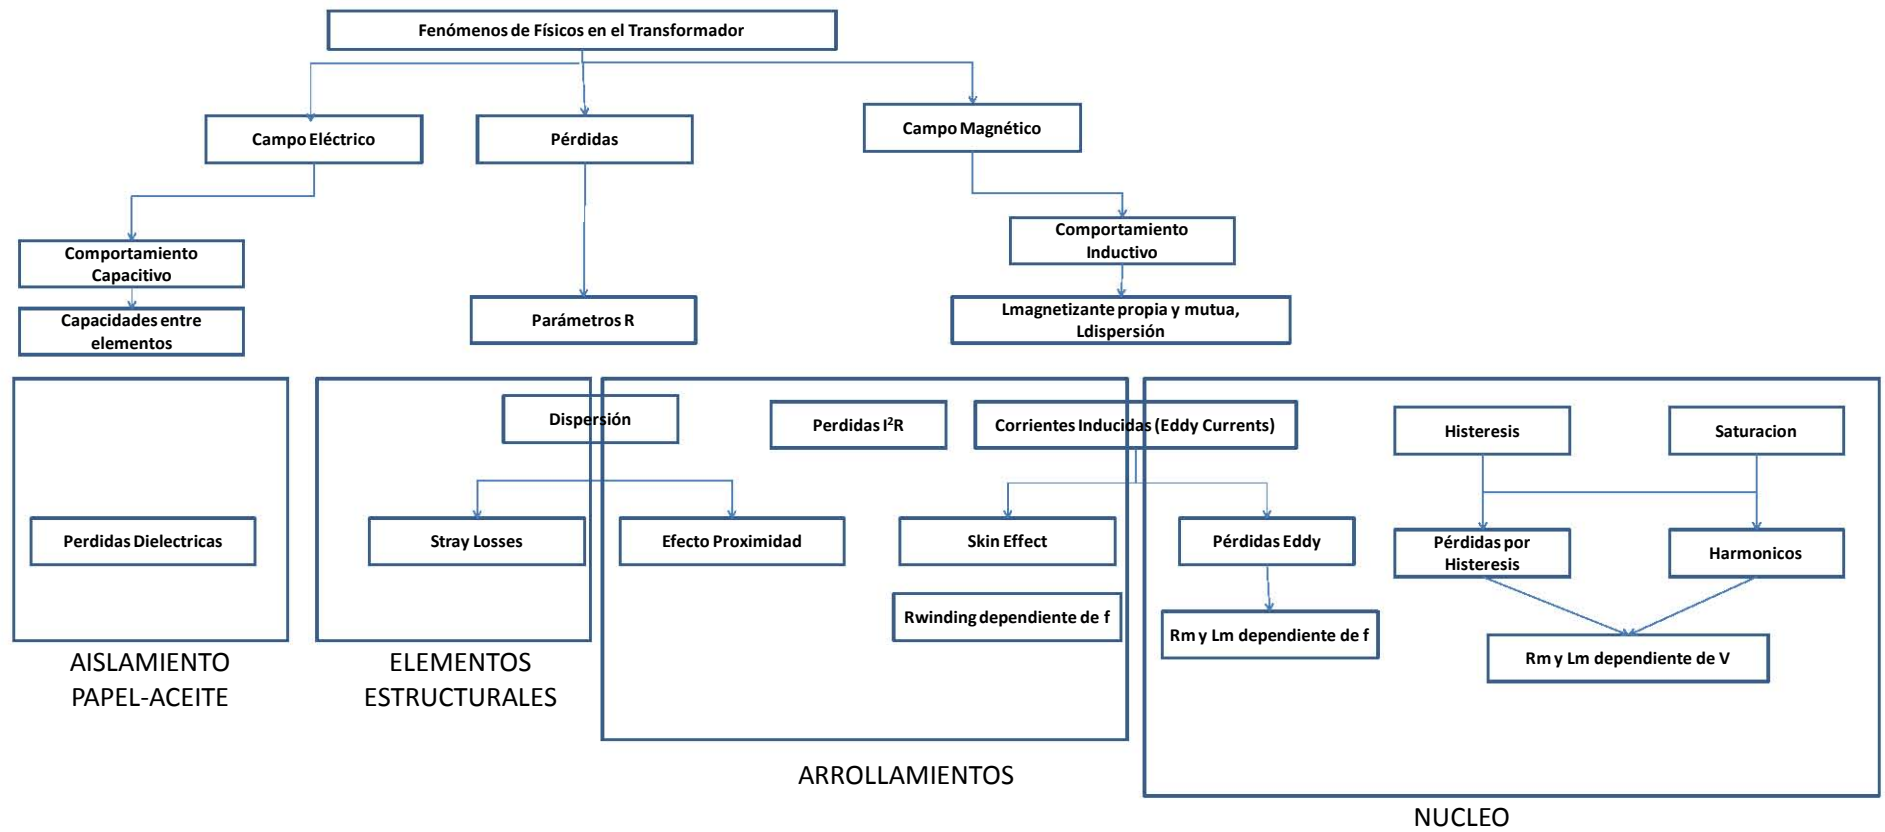 Fenómenos de Físicos en el Transformador
Campo Eléctrico
Pérdidas
Campo Magnético
Comportamiento
Capacitivo
Comportamiento
Inductivo
Capacidades entre
elementos
Parámetros R
Lmagnetizante propia y mutua,
Ldispersión
Dispersión
Perdidas I²R
Corrientes Inducidas (Eddy Currents)
Histeresis
Saturacion
Perdidas Dielectricas
Stray Losses
Efecto Proximidad
Skin Effect
Pérdidas Eddy
Pérdidas por
Histeresis
Harmonicos
Rwinding dependiente de f
Rm y Lm dependiente de f
Rm y Lm dependiente de V
AISLAMIENTO
PAPEL-ACEITE
ELEMENTOS
ESTRUCTURALES
ARROLLAMIENTOS
NUCLEO